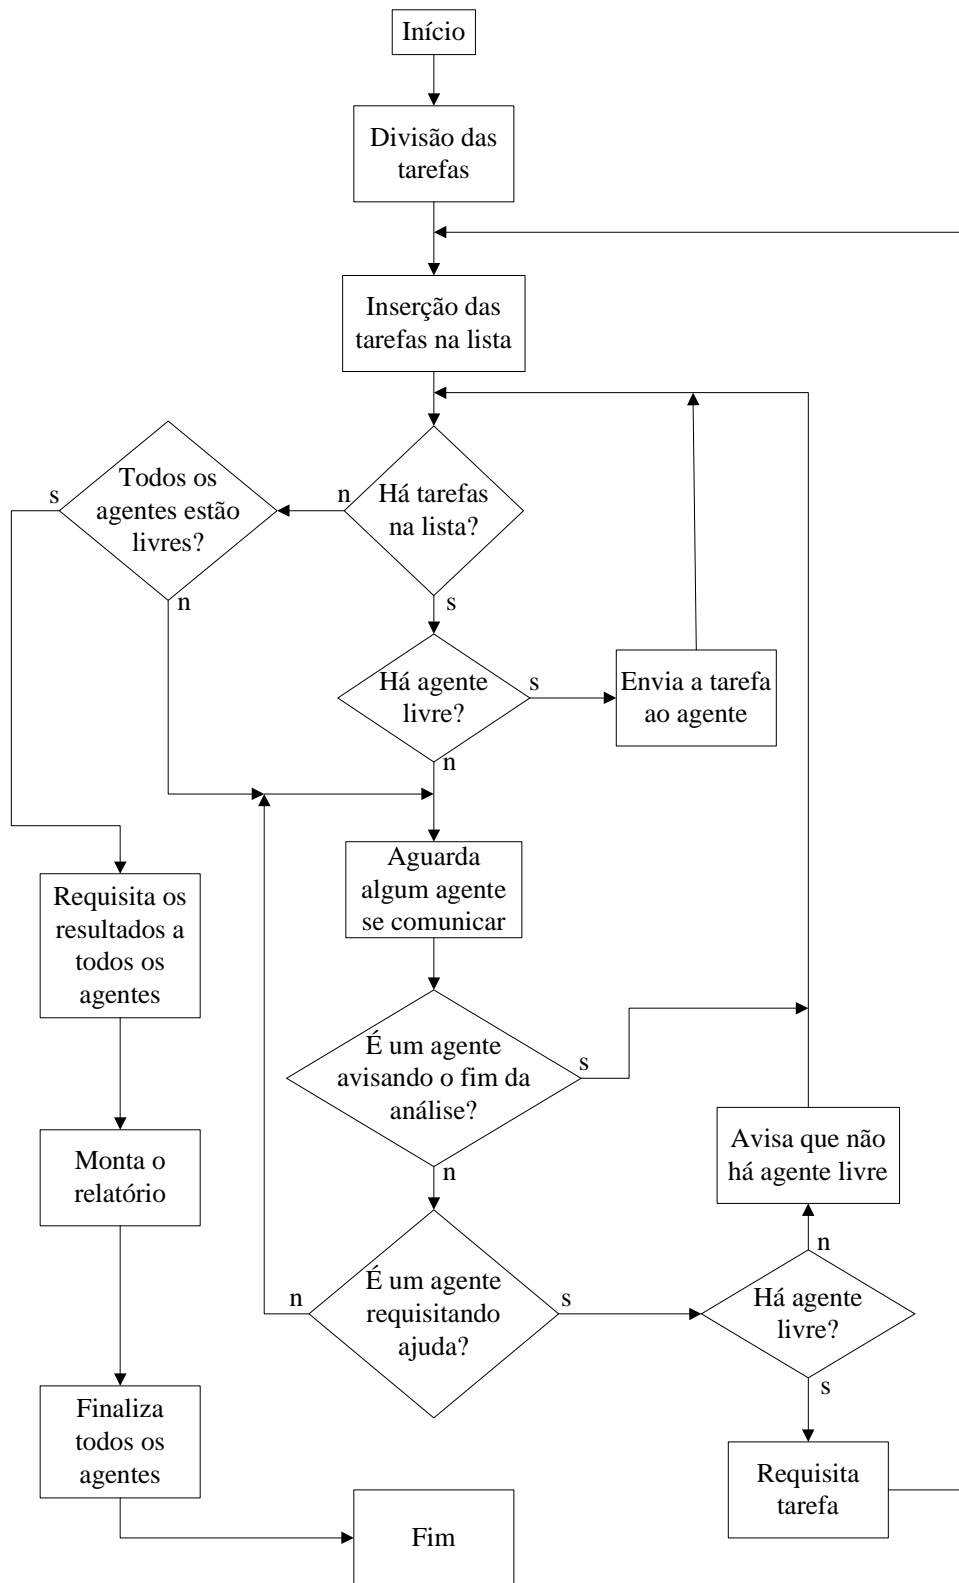 Início
Divisão das
tarefas
Inserção das
tarefas na lista
Todos os
agentes estão
livres?
s
n
n
Há tarefas
na lista?
s
Há agente
livre?
s
n
Envia a tarefa
ao agente
Aguarda
algum agente
se comunicar
Requisita os
resultados a
todos os
agentes
É um agente
avisando o fim da
análise?
s
n
Monta o
relatório
Avisa que não
há agente livre
É um agente
requisitando
ajuda?
n
s
n
Há agente
livre?
s
Finaliza
todos os
agentes
Requisita
tarefa
Fim